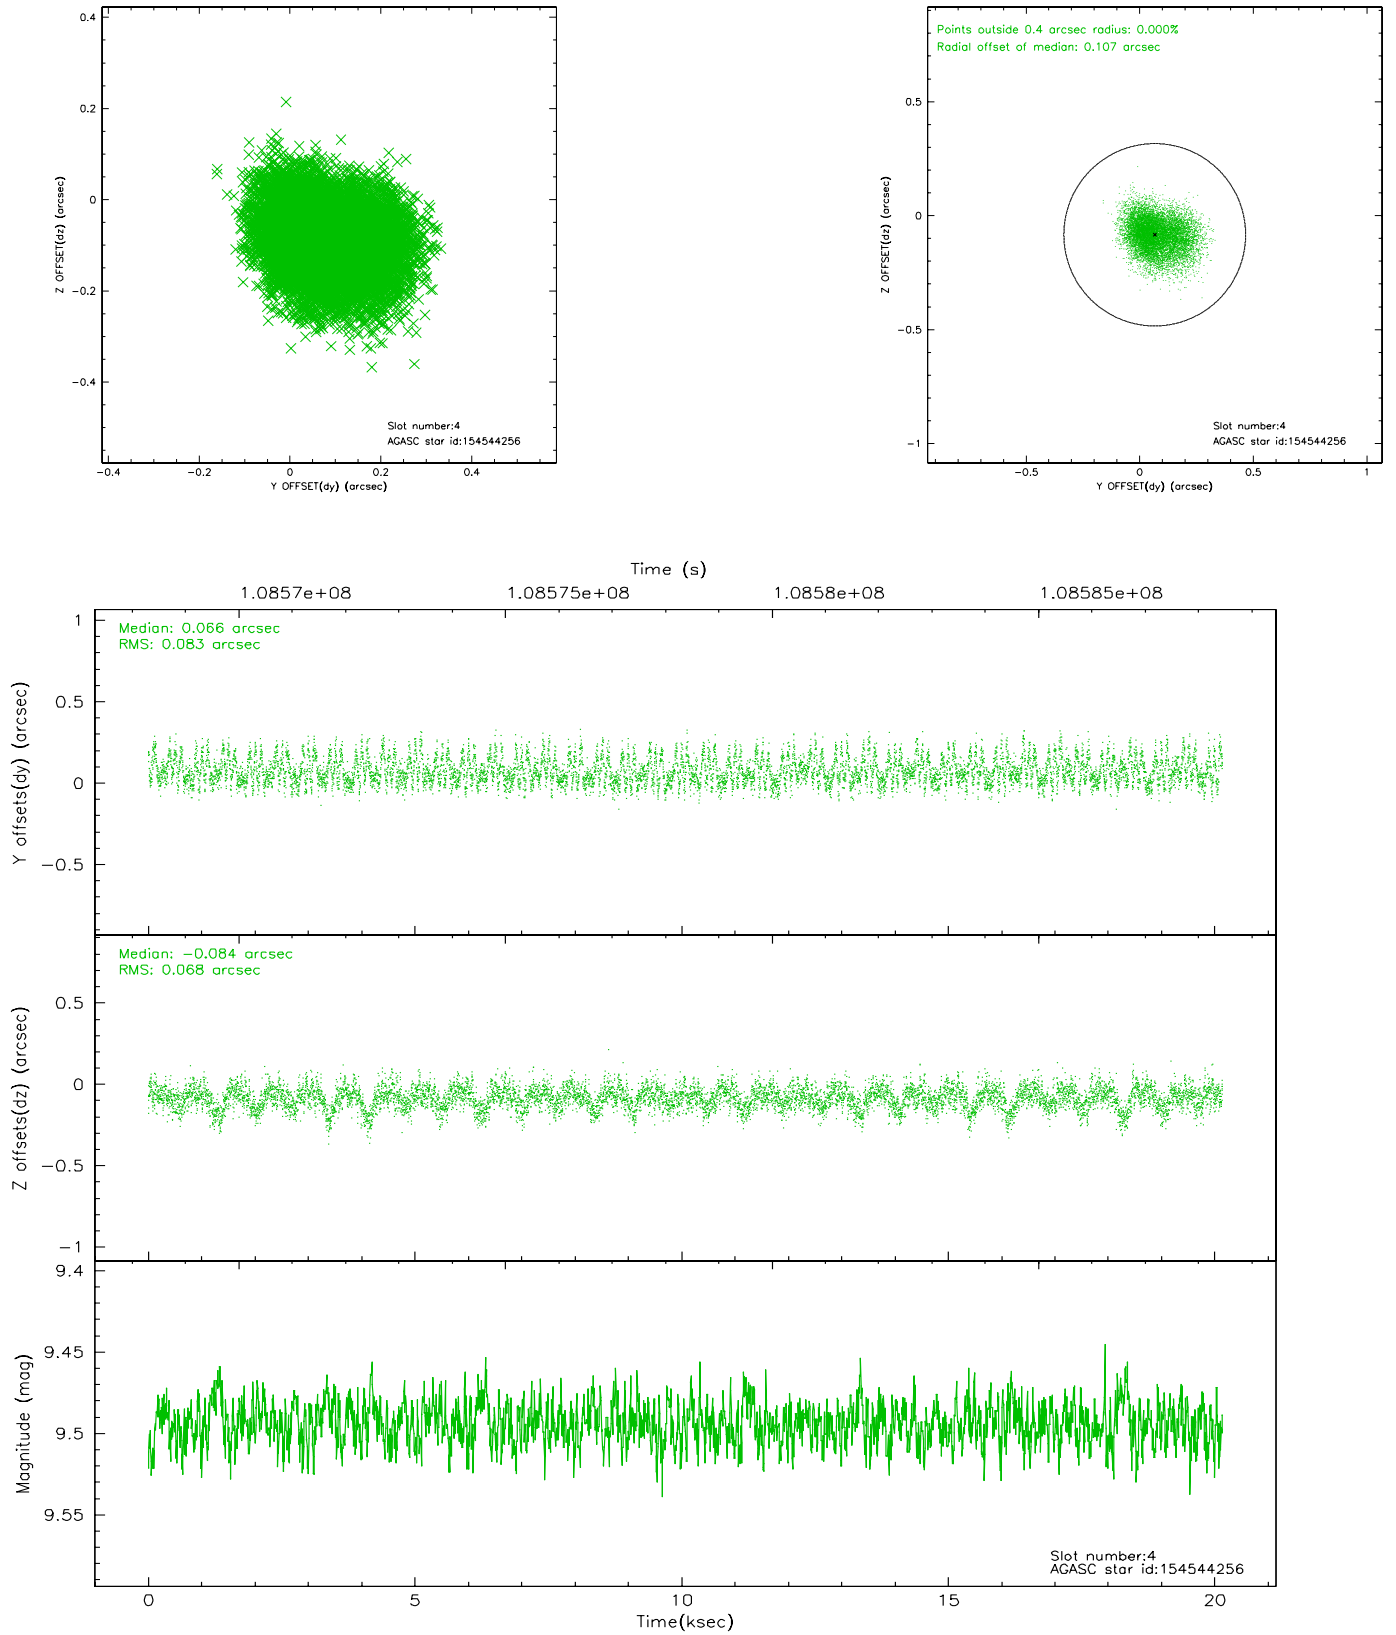 0.4
0.2
0
−0.2
−0.4
Z OFFSET(dz) (arcsec)
Slot number:4
AGASC star id:154544256
−0.4 −0.2 0 0.2 0.4
Y OFFSET(dy) (arcsec)
Points outside 0.4 arcsec radius: 0.000%
Radial offset of median: 0.107 arcsec
0.5
0
−0.5
−1
Z OFFSET(dz) (arcsec)
Slot number:4
AGASC star id:154544256
−0.5 0 0.5 1
Y OFFSET(dy) (arcsec)
Time (s)
1.0857e+08 1.08575e+08 1.0858e+08 1.08585e+08
Median: 0.066 arcsec
RMS: 0.083 arcsec
1
0.5
0
−0.5
Y offsets(dy) (arcsec)
Median: −0.084 arcsec
RMS: 0.068 arcsec
0.5
0
−0.5
−1
Z offsets(dz) (arcsec)
9.4
9.45
9.5
9.55
Magnitude (mag)
Slot number:4
AGASC star id:154544256
0 5 10 15 20
Time(ksec)